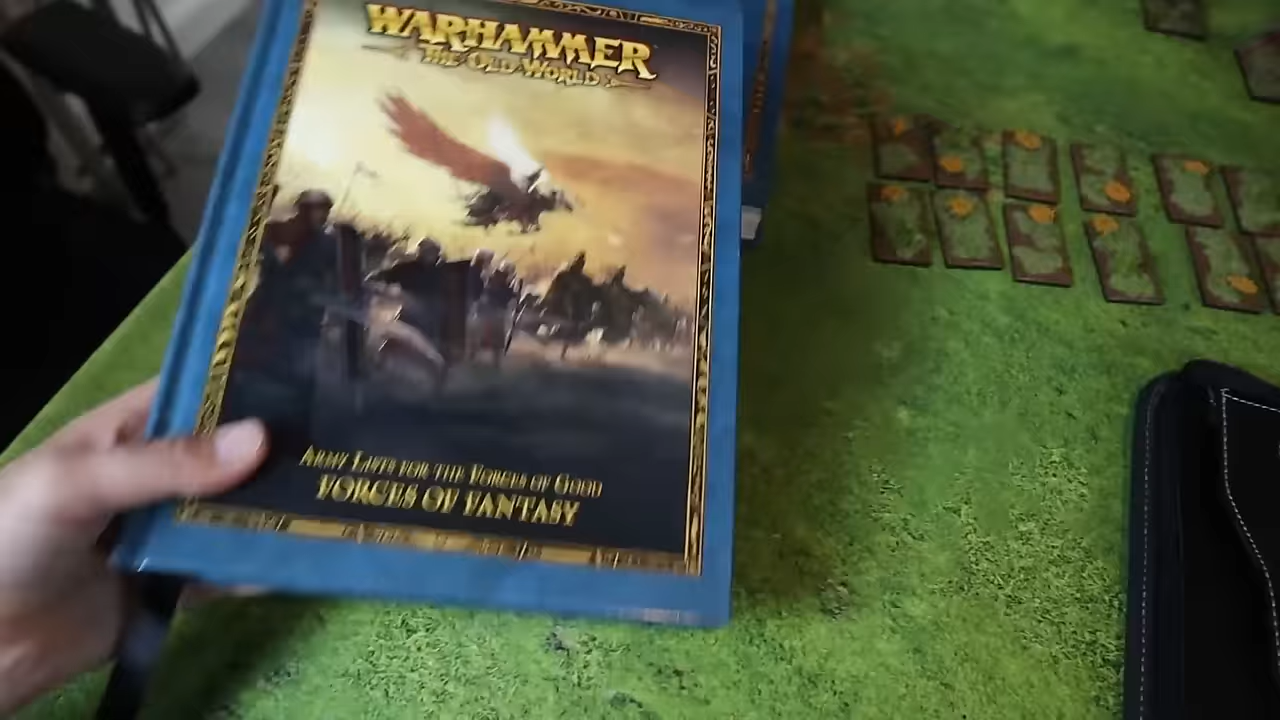 WARHAMMER
THE OLD WORLD
ARMY LISTS FOR THE FORCES OF GOOD
FORCES OF FANTASY